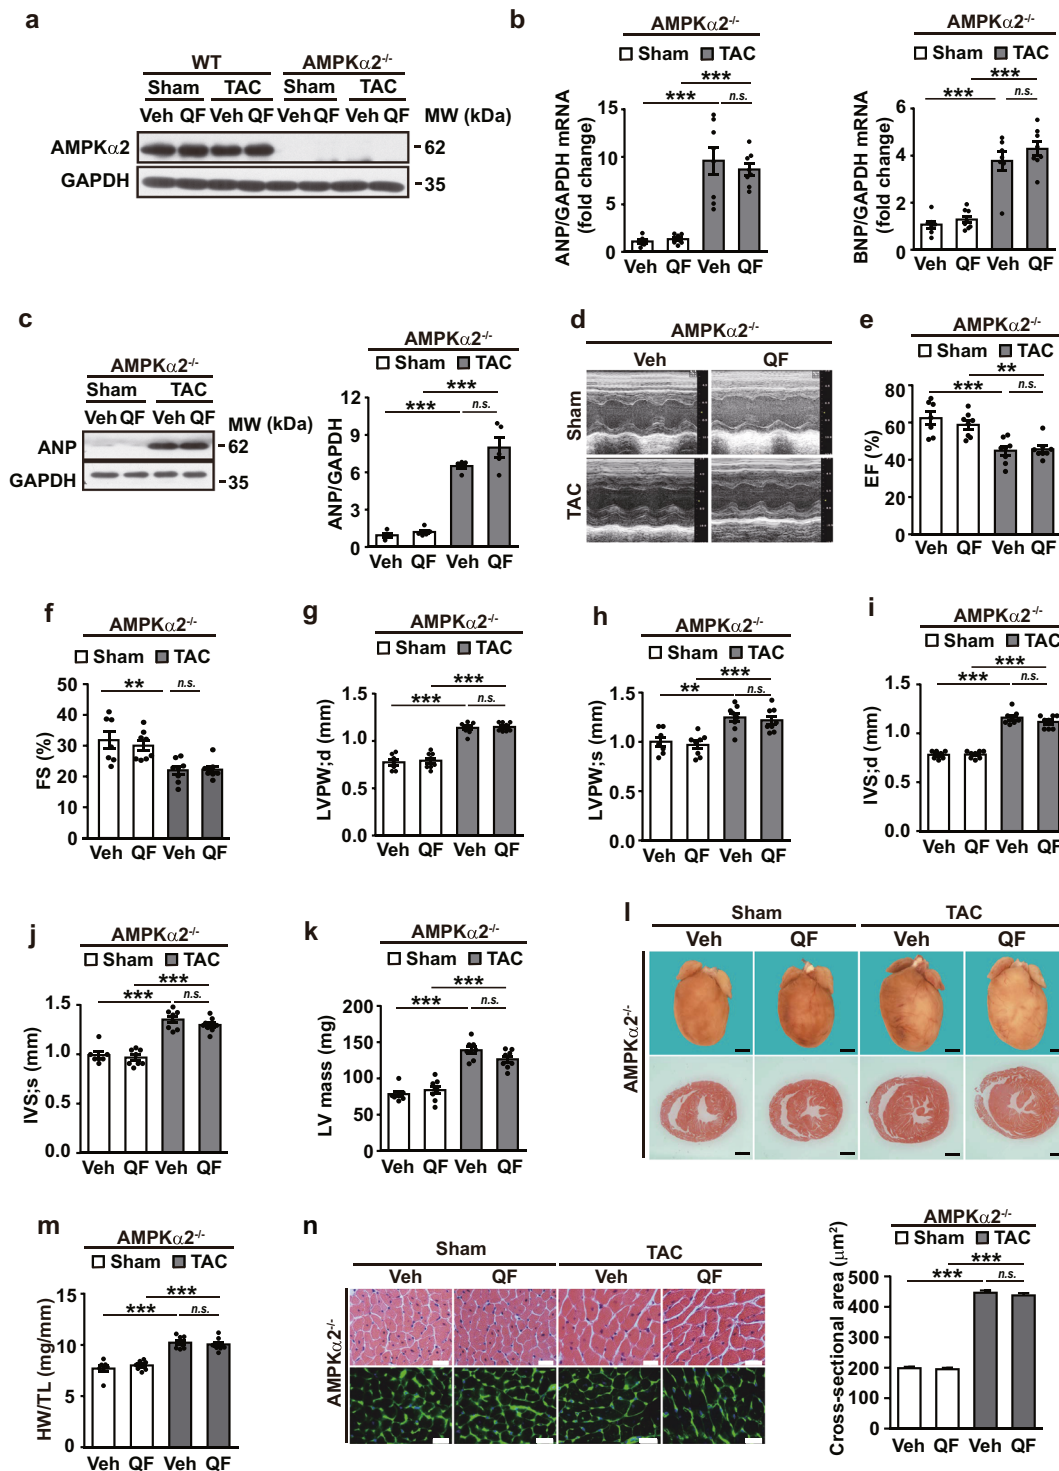 a
WT AMPKα2-/-
Sham TAC Sham TAC
Veh QF Veh QF Veh QF Veh QF MW (kDa)
AMPKα2 -62
GAPDH -35
b
AMPKα2-/-
Sham TAC
***
***
n.s.
ANP/GAPDH mRNA
(fold change)
15
10
5
0
Veh QF Veh QF
AMPKα2-/-
Sham TAC
***
***
n.s.
BNP/GAPDH mRNA
(fold change)
6
4
2
0
Veh QF Veh QF
c
AMPKα2-/-
Sham TAC
Veh QF Veh QF MW (kDa)
ANP -62
GAPDH -35
AMPKα2-/-
Sham TAC
***
***
n.s.
ANP/GAPDH
12
9
6
3
0
Veh QF Veh QF
d
AMPKα2-/-
Veh QF
Sham
TAC
e
AMPKα2-/-
Sham TAC
**
***
n.s.
EF (%)
80
60
40
20
0
Veh QF Veh QF
f
AMPKα2-/-
Sham TAC
**
n.s.
FS (%)
50
40
30
20
10
0
Veh QF Veh QF
g
AMPKα2-/-
Sham TAC
***
***
n.s.
LVPW;d (mm)
1.5
1.0
0.5
0.0
Veh QF Veh QF
h
AMPKα2-/-
Sham TAC
***
**
n.s.
LVPW;s (mm)
1.5
1.0
0.5
0.0
Veh QF Veh QF
i
AMPKα2-/-
Sham TAC
***
***
n.s.
IVS;d (mm)
1.5
1.0
0.5
0.0
Veh QF Veh QF
j
AMPKα2-/-
Sham TAC
***
***
n.s.
IVS;s (mm)
1.5
1.0
0.5
0.0
Veh QF Veh QF
k
AMPKα2-/-
Sham TAC
***
***
n.s.
LV mass (mg)
200
150
100
50
0
Veh QF Veh QF
l
Sham TAC
Veh QF Veh QF
AMPKα2-/-
m
AMPKα2-/-
Sham TAC
***
***
n.s.
HW/TL (mg/mm)
15
10
5
0
Veh QF Veh QF
n
Sham TAC
Veh QF Veh QF
AMPKα2-/-
AMPKα2-/-
Sham TAC
***
***
n.s.
Cross-sectional area (μm2)
500
400
300
200
100
0
Veh QF Veh QF